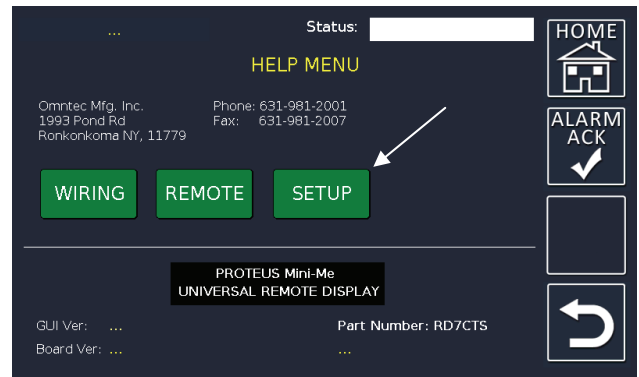 ...
Status:
HELP MENU
Omntec Mfg. Inc.
1993 Pond Rd
Ronkonkoma NY, 11779
Phone: 631-981-2001
Fax: 631-981-2007
WIRING
REMOTE
SETUP
PROTEUS Mini-Me
UNIVERSAL REMOTE DISPLAY
GUI Ver: ...
Part Number: RD7CTS
Board Ver: ...
...
HOME
ALARM
ACK